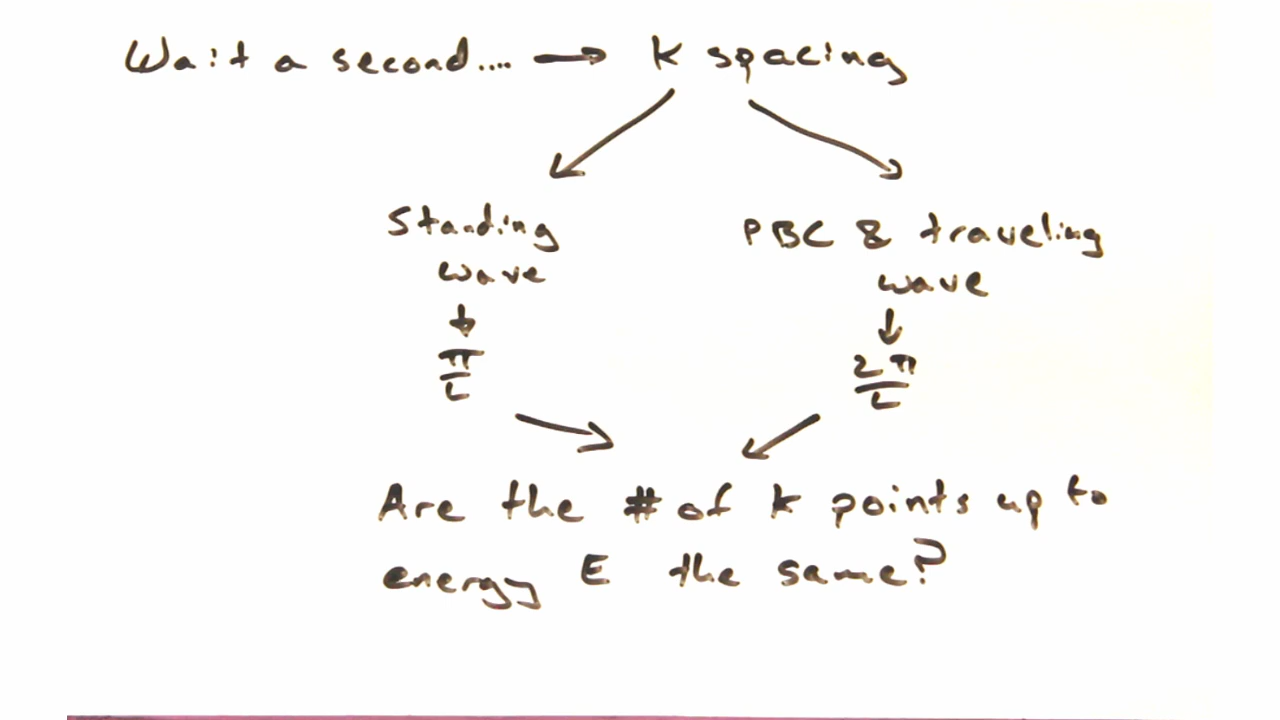 Wait a second.... → k spacing
Standing
wave
↓
π/L
PBC & traveling
wave
↓
2π/L
Are the # of k points up to
energy E the same?